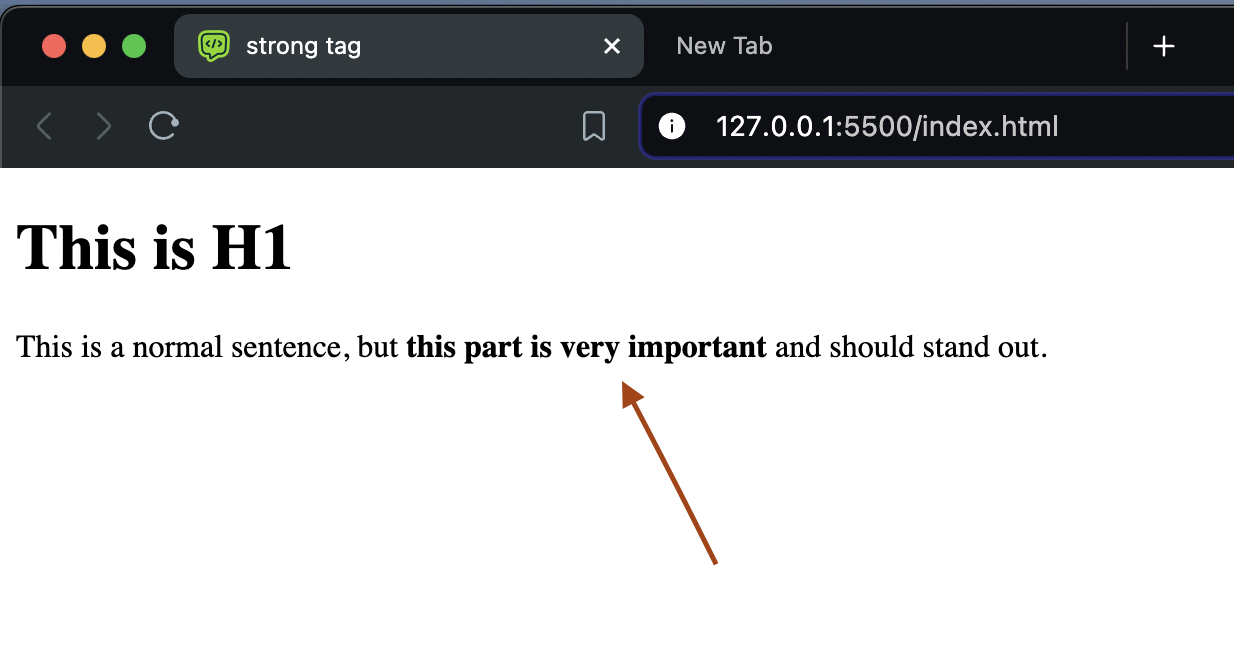 strong tag
New Tab
127.0.0.1:5500/index.html
This is H1
This is a normal sentence, but this part is very important and should stand out.